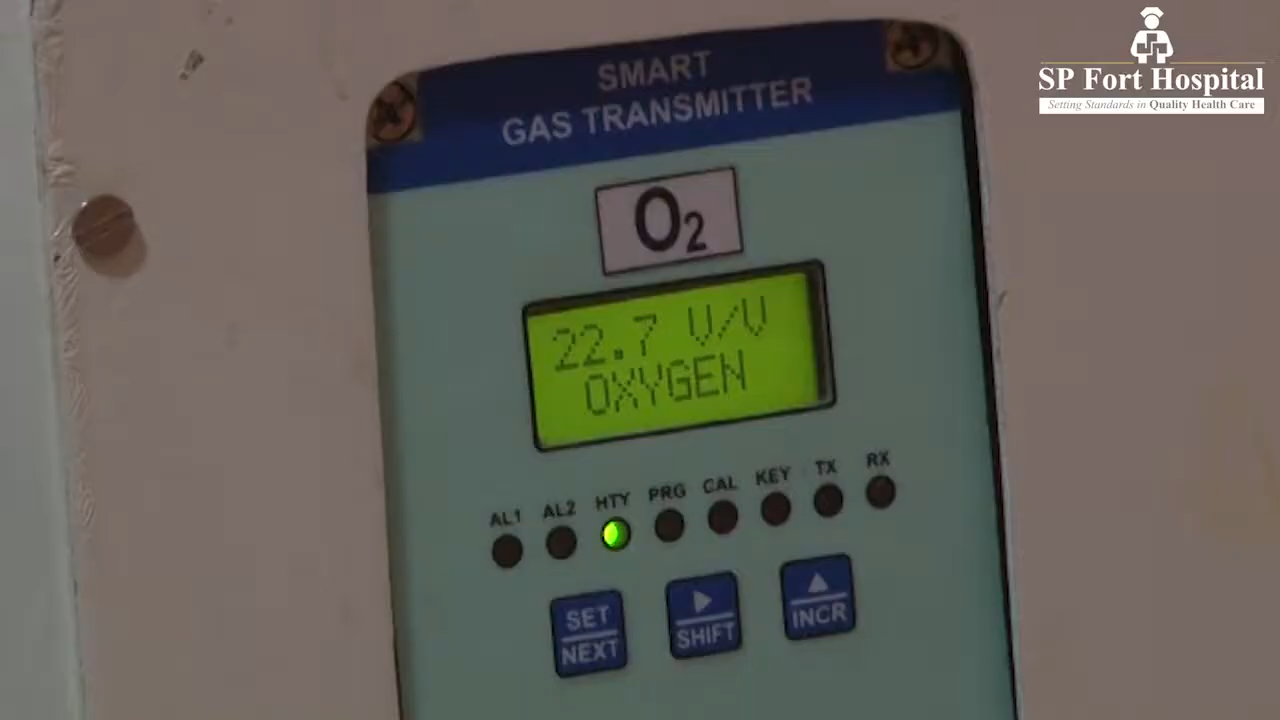 SP Fort Hospital
Setting Standards in Quality Health Care
SMART
GAS TRANSMITTER
O₂
22.7 V/V
OXYGEN
AL1 AL2 HTY PRG CAL KEY TX RX
SET
NEXT
SHIFT
INCR